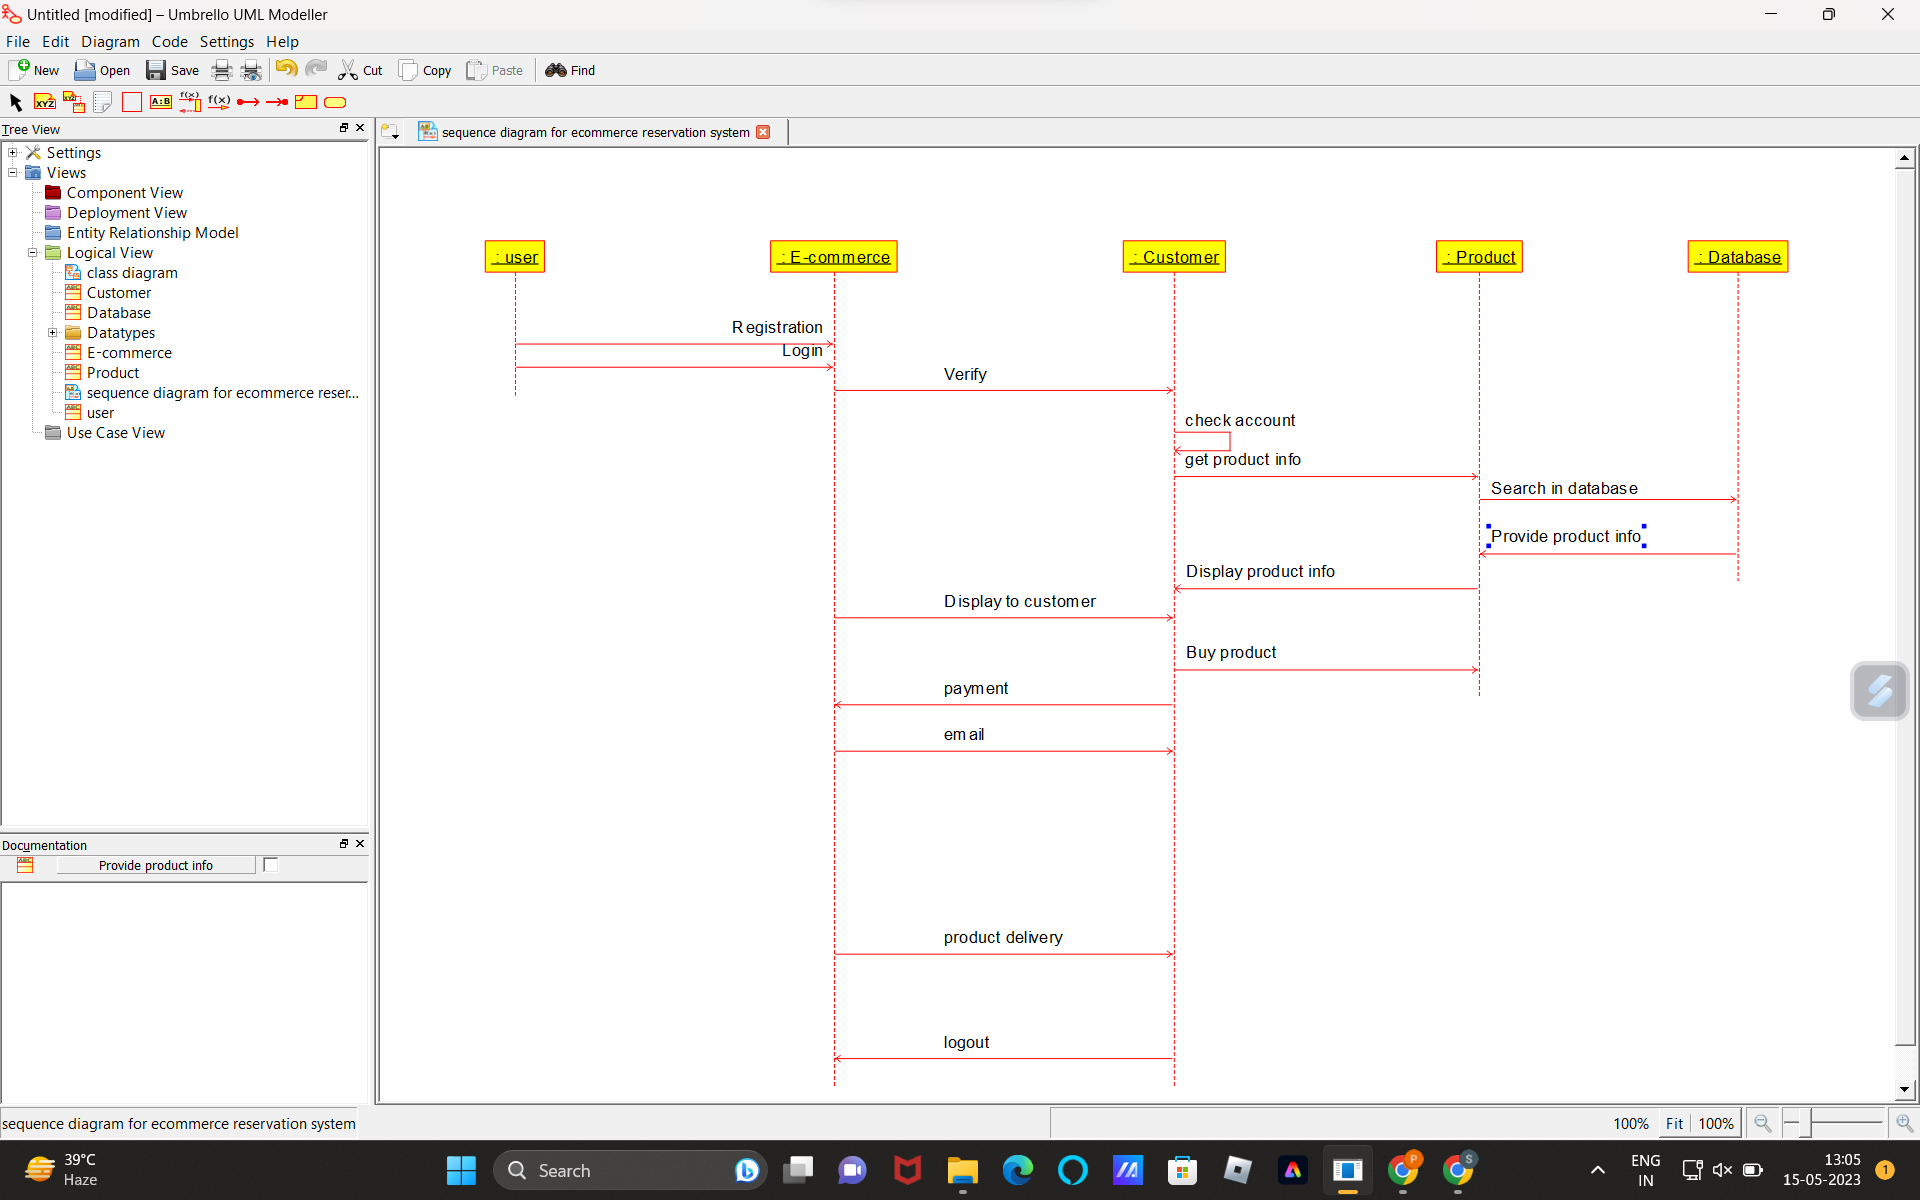 Untitled [modified] – Umbrello UML Modeller
File Edit Diagram Code Settings Help
New Open Save Cut Copy Paste Find
XYZ XYZ A:B f(x) f(x)
Tree View
sequence diagram for ecommerce reservation system
Settings
Views
Component View
Deployment View
Entity Relationship Model
Logical View
class diagram
Customer
Database
Datatypes
E-commerce
Product
sequence diagram for ecommerce reser...
user
Use Case View
: user : E-commerce : Customer : Product : Database
Registration
Login
Verify
check account
get product info
Search in database
Provide product info
Display product info
Display to customer
Buy product
payment
email
product delivery
logout
Documentation
Provide product info
sequence diagram for ecommerce reservation system
100% Fit 100%
39°C
Haze
Search
P
S
ENG
IN
13:05
15-05-2023
1